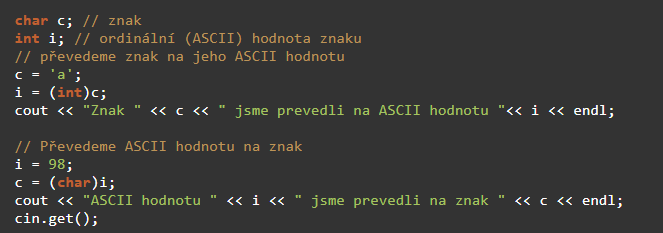 char c; // znak
int i; // ordinální (ASCII) hodnota znaku
// převedeme znak na jeho ASCII hodnotu
c = 'a';
i = (int)c;
cout << "Znak " << c << " jsme prevedli na ASCII hodnotu "<< i << endl;
// Převedeme ASCII hodnotu na znak
i = 98;
c = (char)i;
cout << "ASCII hodnotu " << i << " jsme prevedli na znak " << c << endl;
cin.get();